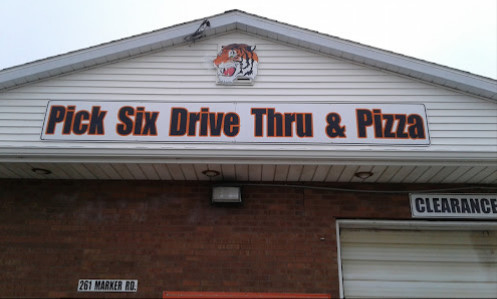 Pick Six Drive Thru & Pizza
CLEARANCE
261 MARKER RD.